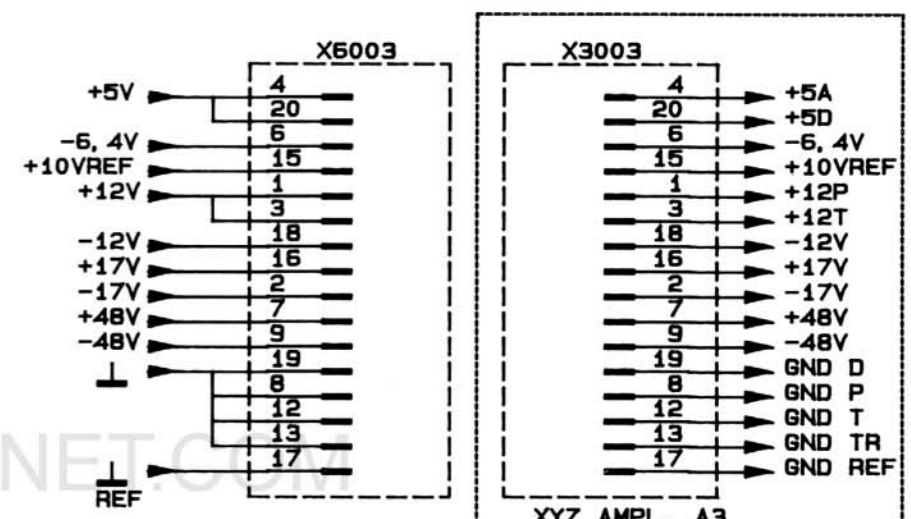 X6003 X3003
+5V 4 4 +5A
20 20 +5D
-6, 4V 6 6 -6, 4V
+10VREF 15 15 +10VREF
+12V 1 1 +12P
3 3 +12T
-12V 18 18 -12V
+17V 16 16 +17V
-17V 2 2 -17V
+48V 7 7 +48V
-48V 9 9 -48V
19 19 GND D
8 8 GND P
12 12 GND T
13 13 GND TR
NET.COM
17 17 GND REF
REF
XYZ AMPL. A3